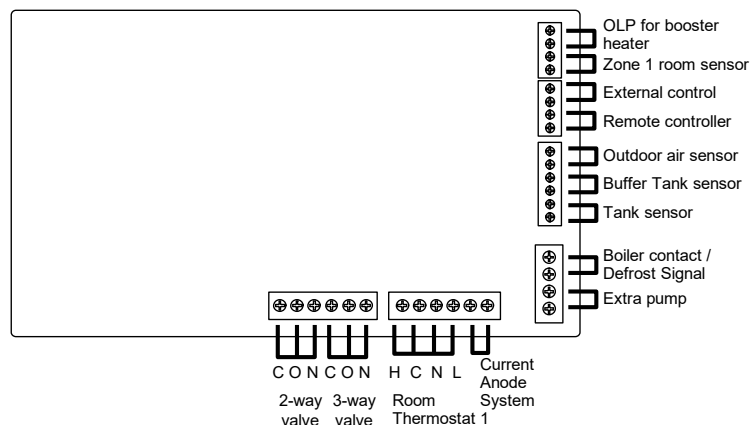 OLP for booster
heater
Zone 1 room sensor
External control
Remote controller
Outdoor air sensor
Buffer Tank sensor
Tank sensor
Boiler contact /
Defrost Signal
Extra pump
C O N C O N H C N L
2-way
valve
3-way
valve
Room
Thermostat 1
Current
Anode
System